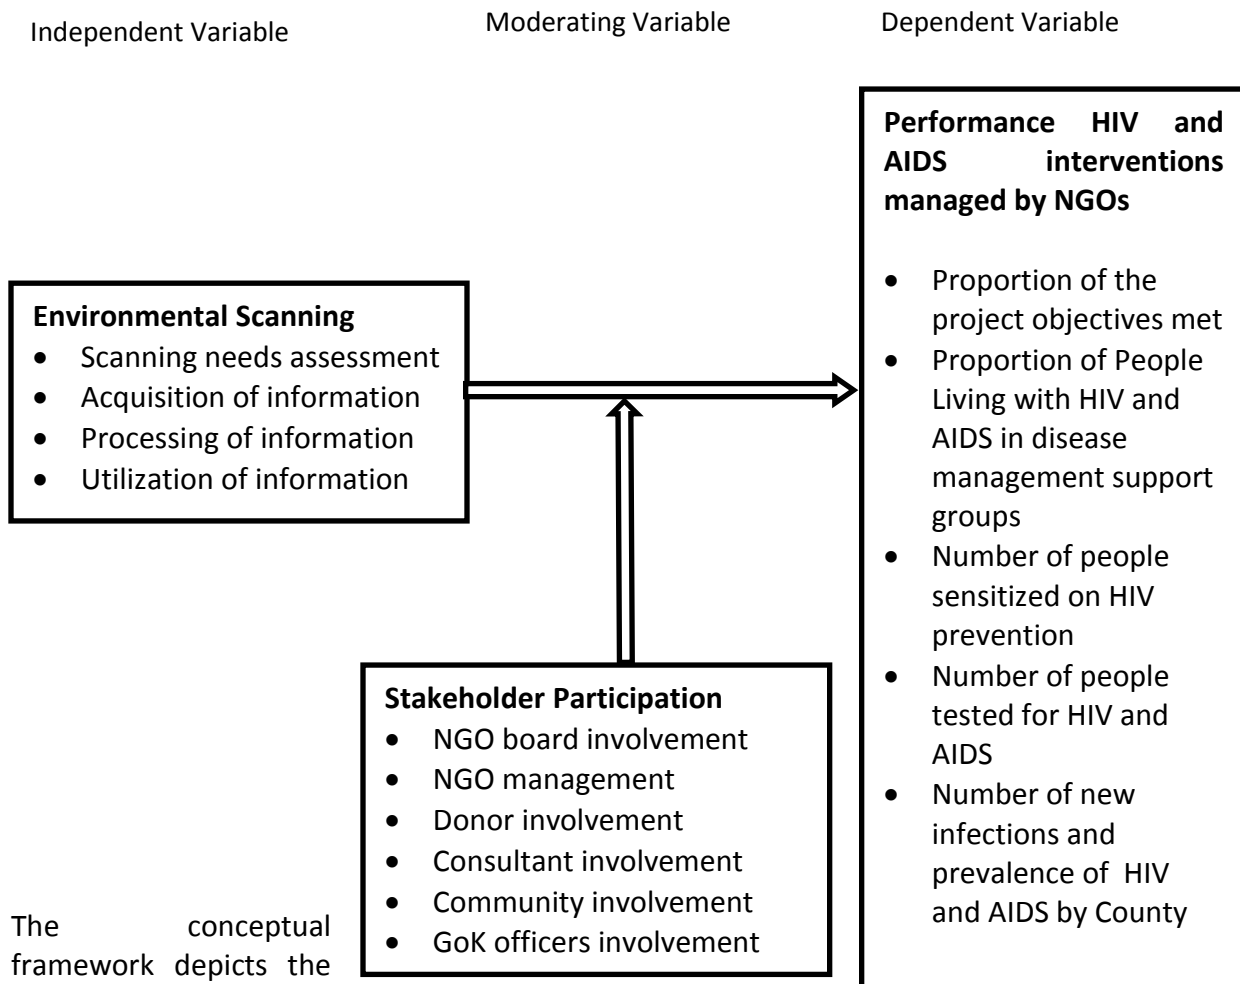 Independent Variable
Moderating Variable
Dependent Variable
Environmental Scanning
• Scanning needs assessment
• Acquisition of information
• Processing of information
• Utilization of information
Stakeholder Participation
• NGO board involvement
• NGO management
• Donor involvement
• Consultant involvement
• Community involvement
• GoK officers involvement
Performance HIV and
AIDS interventions
managed by NGOs
• Proportion of the
project objectives met
• Proportion of People
Living with HIV and
AIDS in disease
management support
groups
• Number of people
sensitized on HIV
prevention
• Number of people
tested for HIV and
AIDS
• Number of new
infections and
prevalence of HIV
and AIDS by County
The conceptual
framework depicts the